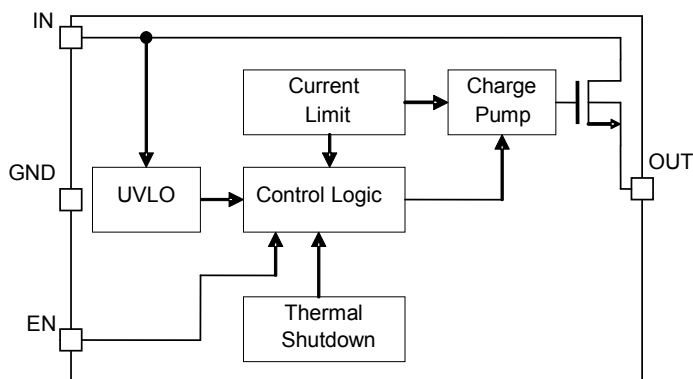 IN
Current
Limit
Charge
Pump
GND
UVLO
Control Logic
OUT
EN
Thermal
Shutdown